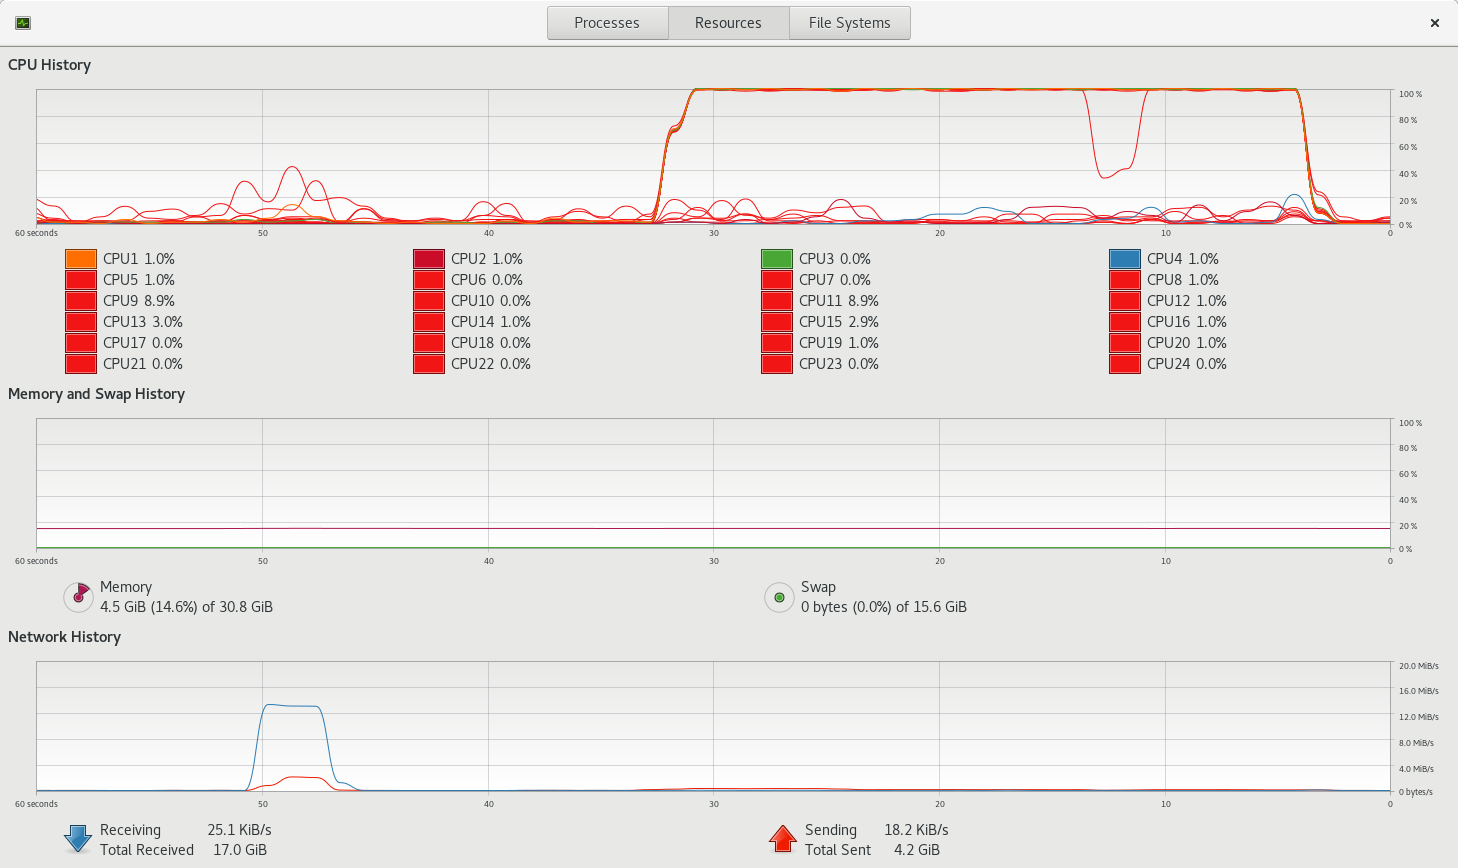 Processes Resources File Systems
CPU History
100 %
80 %
60 %
40 %
20 %
0 %
60 seconds 50 40 30 20 10 0
CPU1 1.0% CPU2 1.0% CPU3 0.0% CPU4 1.0%
CPU5 1.0% CPU6 0.0% CPU7 0.0% CPU8 1.0%
CPU9 8.9% CPU10 0.0% CPU11 8.9% CPU12 1.0%
CPU13 3.0% CPU14 1.0% CPU15 2.9% CPU16 1.0%
CPU17 0.0% CPU18 0.0% CPU19 1.0% CPU20 1.0%
CPU21 0.0% CPU22 0.0% CPU23 0.0% CPU24 0.0%
Memory and Swap History
100 %
80 %
60 %
40 %
20 %
0 %
60 seconds 50 40 30 20 10 0
Memory Swap
4.5 GiB (14.6%) of 30.8 GiB 0 bytes (0.0%) of 15.6 GiB
Network History
20.0 MiB/s
16.0 MiB/s
12.0 MiB/s
8.0 MiB/s
4.0 MiB/s
0 bytes/s
60 seconds 50 40 30 20 10 0
Receiving 25.1 KiB/s Sending 18.2 KiB/s
Total Received 17.0 GiB Total Sent 4.2 GiB